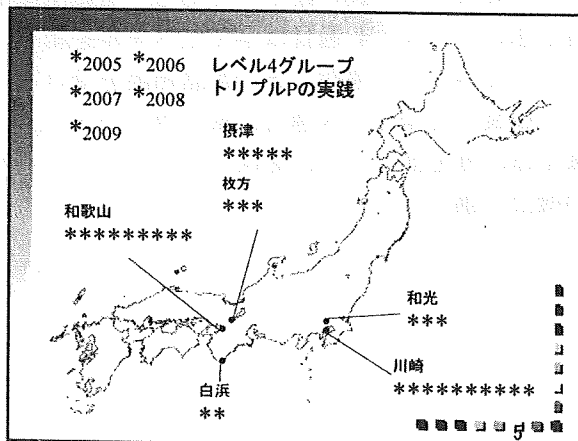 *2005 *2006
*2007 *2008
*2009
レベル4グループ
トリプルPの実践
摂津
*****
枚方
***
和歌山
*********
和光
***
川崎
**********
白浜
**
5